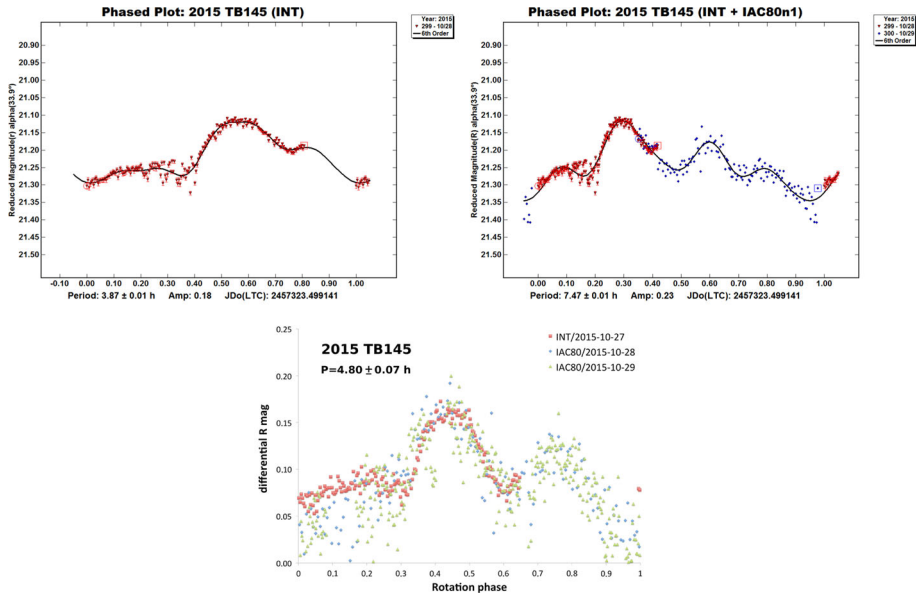 Phased Plot: 2015 TB145 (INT)
Year: 2015
299 - 10/28
6th Order
Reduced Magnitude(r) alpha(33.9°)
20.90
20.95
21.00
21.05
21.10
21.15
21.20
21.25
21.30
21.35
21.40
21.45
21.50
-0.10 0.00 0.10 0.20 0.30 0.40 0.50 0.60 0.70 0.80 0.90 1.00 1.10
Period: 3.87 ± 0.01 h Amp: 0.18 JDo(LTC): 2457323.499141
Phased Plot: 2015 TB145 (INT + IAC80n1)
Year: 2015
299 - 10/28
300 - 10/29
6th Order
Reduced Magnitude(R) alpha(33.9°)
20.90
20.95
21.00
21.05
21.10
21.15
21.20
21.25
21.30
21.35
21.40
21.45
21.50
0.00 0.10 0.20 0.30 0.40 0.50 0.60 0.70 0.80 0.90 1.00
Period: 7.47 ± 0.01 h Amp: 0.23 JDo(LTC): 2457323.499141
2015 TB145
P=4.80 ± 0.07 h
INT/2015-10-27
IAC80/2015-10-28
IAC80/2015-10-29
differential R mag
0.25
0.20
0.15
0.10
0.05
0.00
0 0.1 0.2 0.3 0.4 0.5 0.6 0.7 0.8 0.9 1
Rotation phase